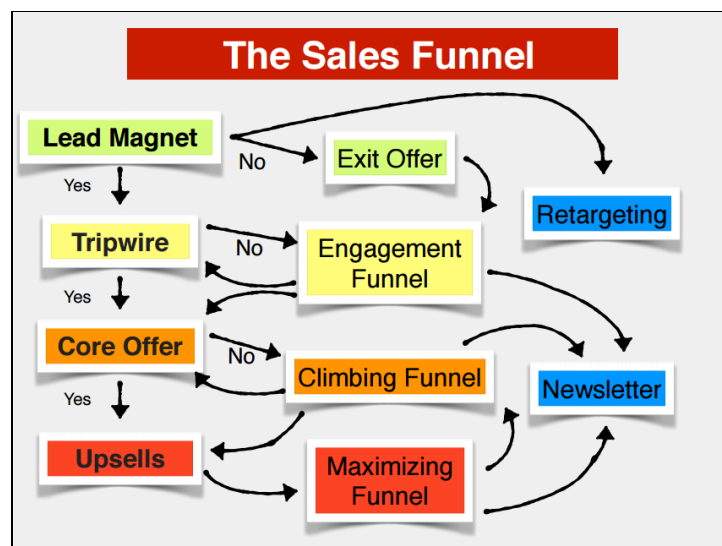 The Sales Funnel
Lead Magnet
No
Exit Offer
Yes
Retargeting
Tripwire
No
Engagement
Funnel
Yes
Core Offer
No
Climbing Funnel
Newsletter
Yes
Upsells
Maximizing
Funnel